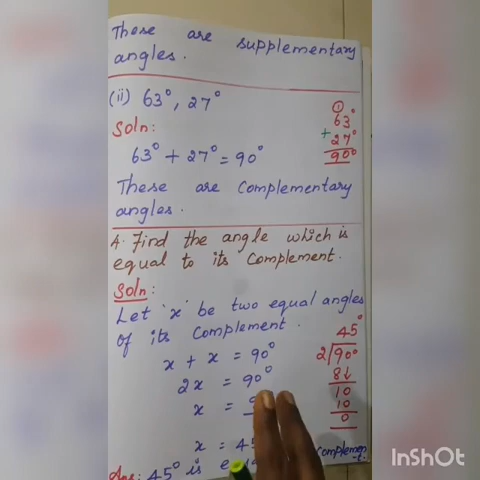 These are supplementary
angles.
(ii) 63°, 27°
Soln:
63° + 27° = 90°
1
63°
+ 27°
90°
These are Complementary
angles.
4. Find the angle which is
equal to its Complement.
Soln:
Let 'x' be two equal angles
of its Complement.
x + x = 90°
2x = 90°
x =
x = 45
45°
2 90°
8↓
10
10
0
Ans: 45° is
Complemen
-t.
InShOt